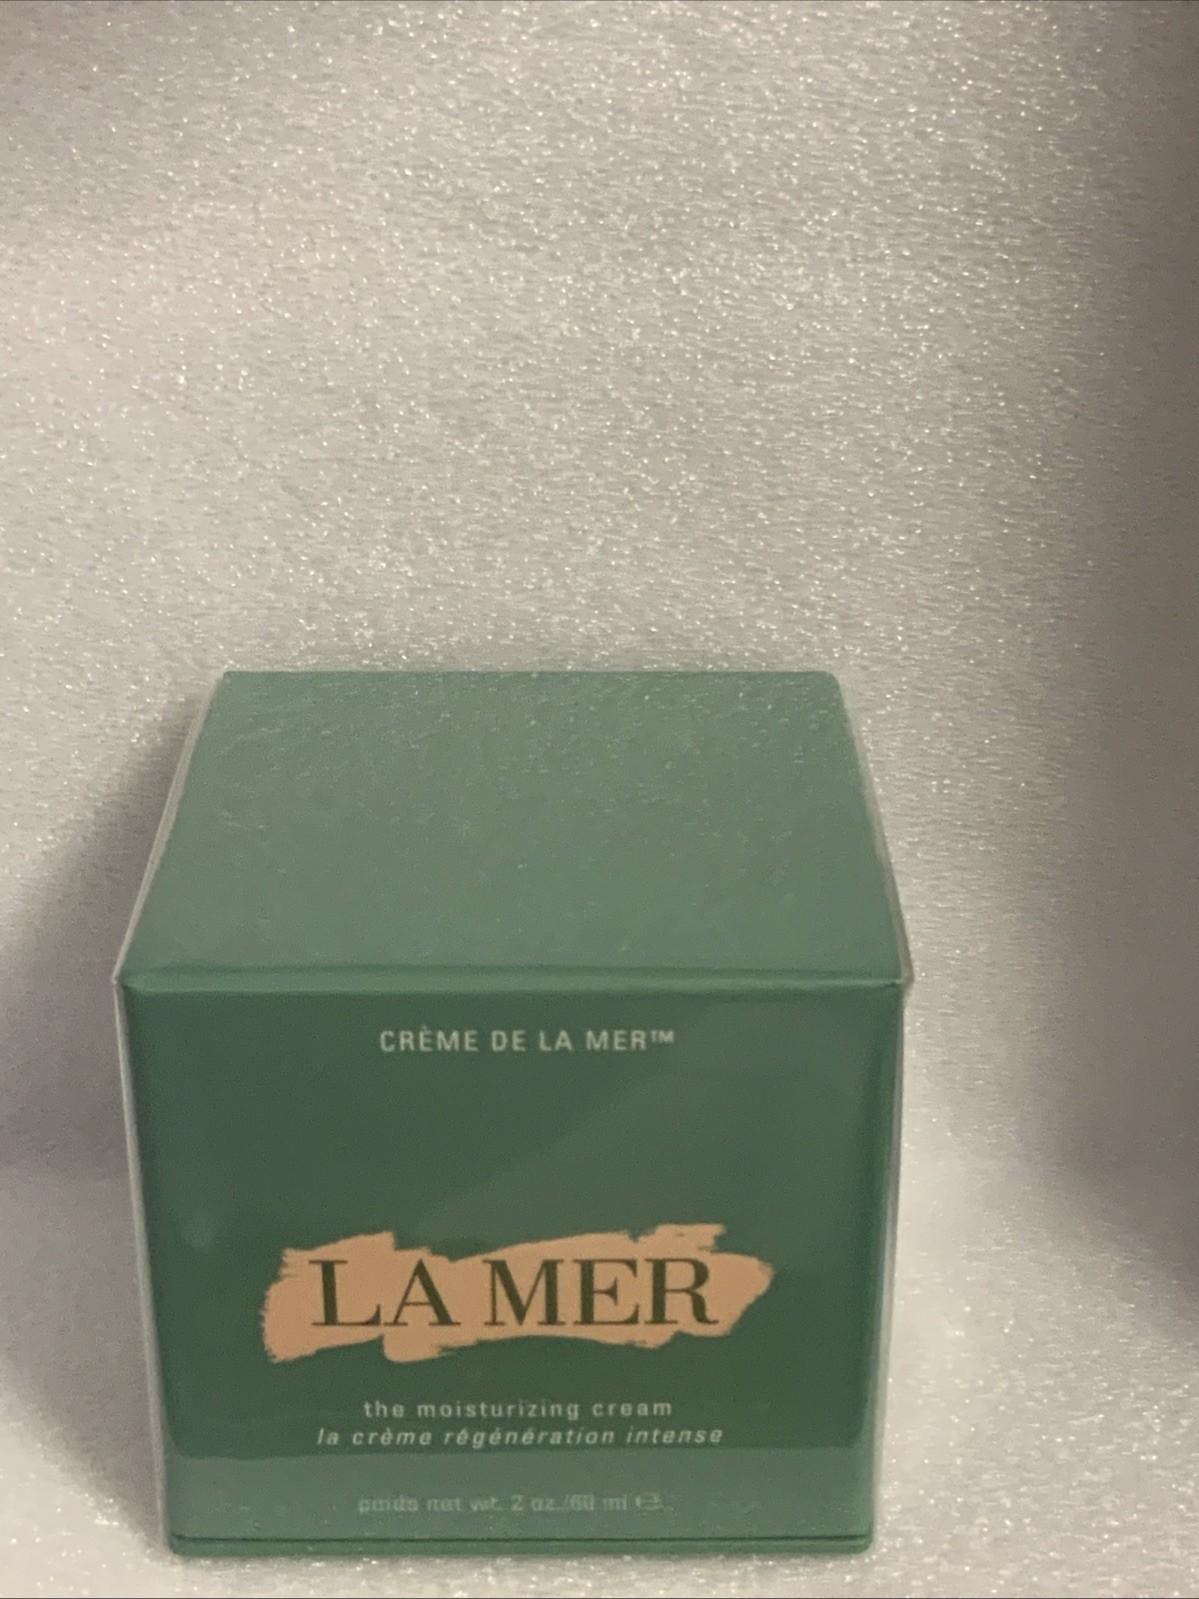 CRÈME DE LA MER™
LA MER
the moisturizing cream
la crème régénération intense
poids net wt. 2 oz./60 ml ℮